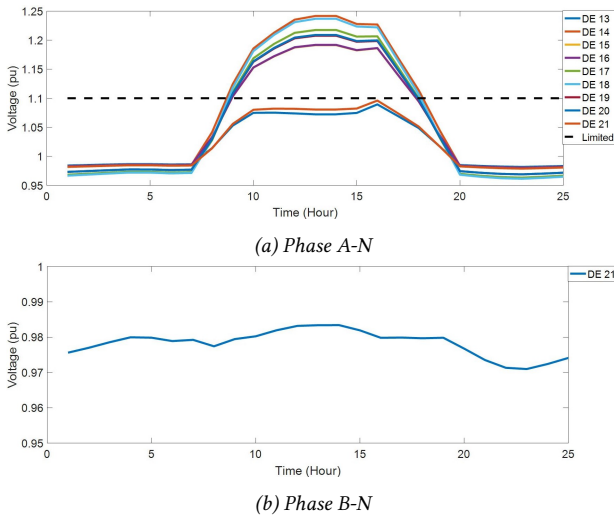 1.25
1.2
1.15
1.1
1.05
1
0.95
Voltage (pu)
0 5 10 15 20 25
Time (Hour)
DE 13
DE 14
DE 15
DE 16
DE 17
DE 18
DE 19
DE 20
DE 21
Limited
(a) Phase A-N
1
0.99
0.98
0.97
0.96
0.95
Voltage (pu)
0 5 10 15 20 25
Time (Hour)
DE 21
(b) Phase B-N